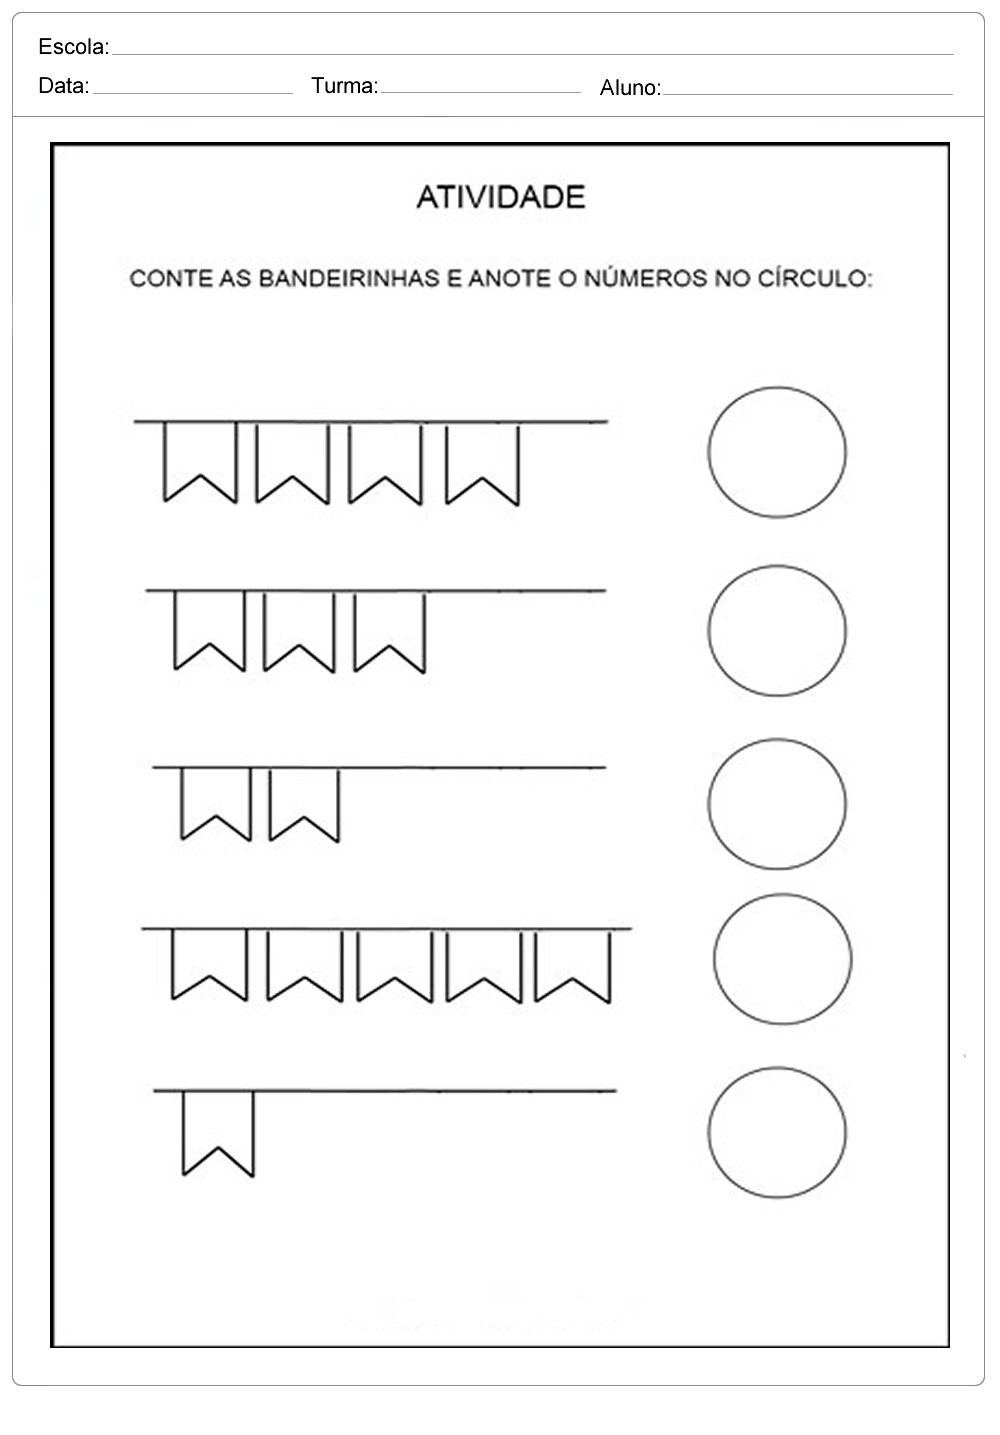 Escola:
Data: Turma: Aluno:
ATIVIDADE
CONTE AS BANDEIRINHAS E ANOTE O NÚMEROS NO CÍRCULO: